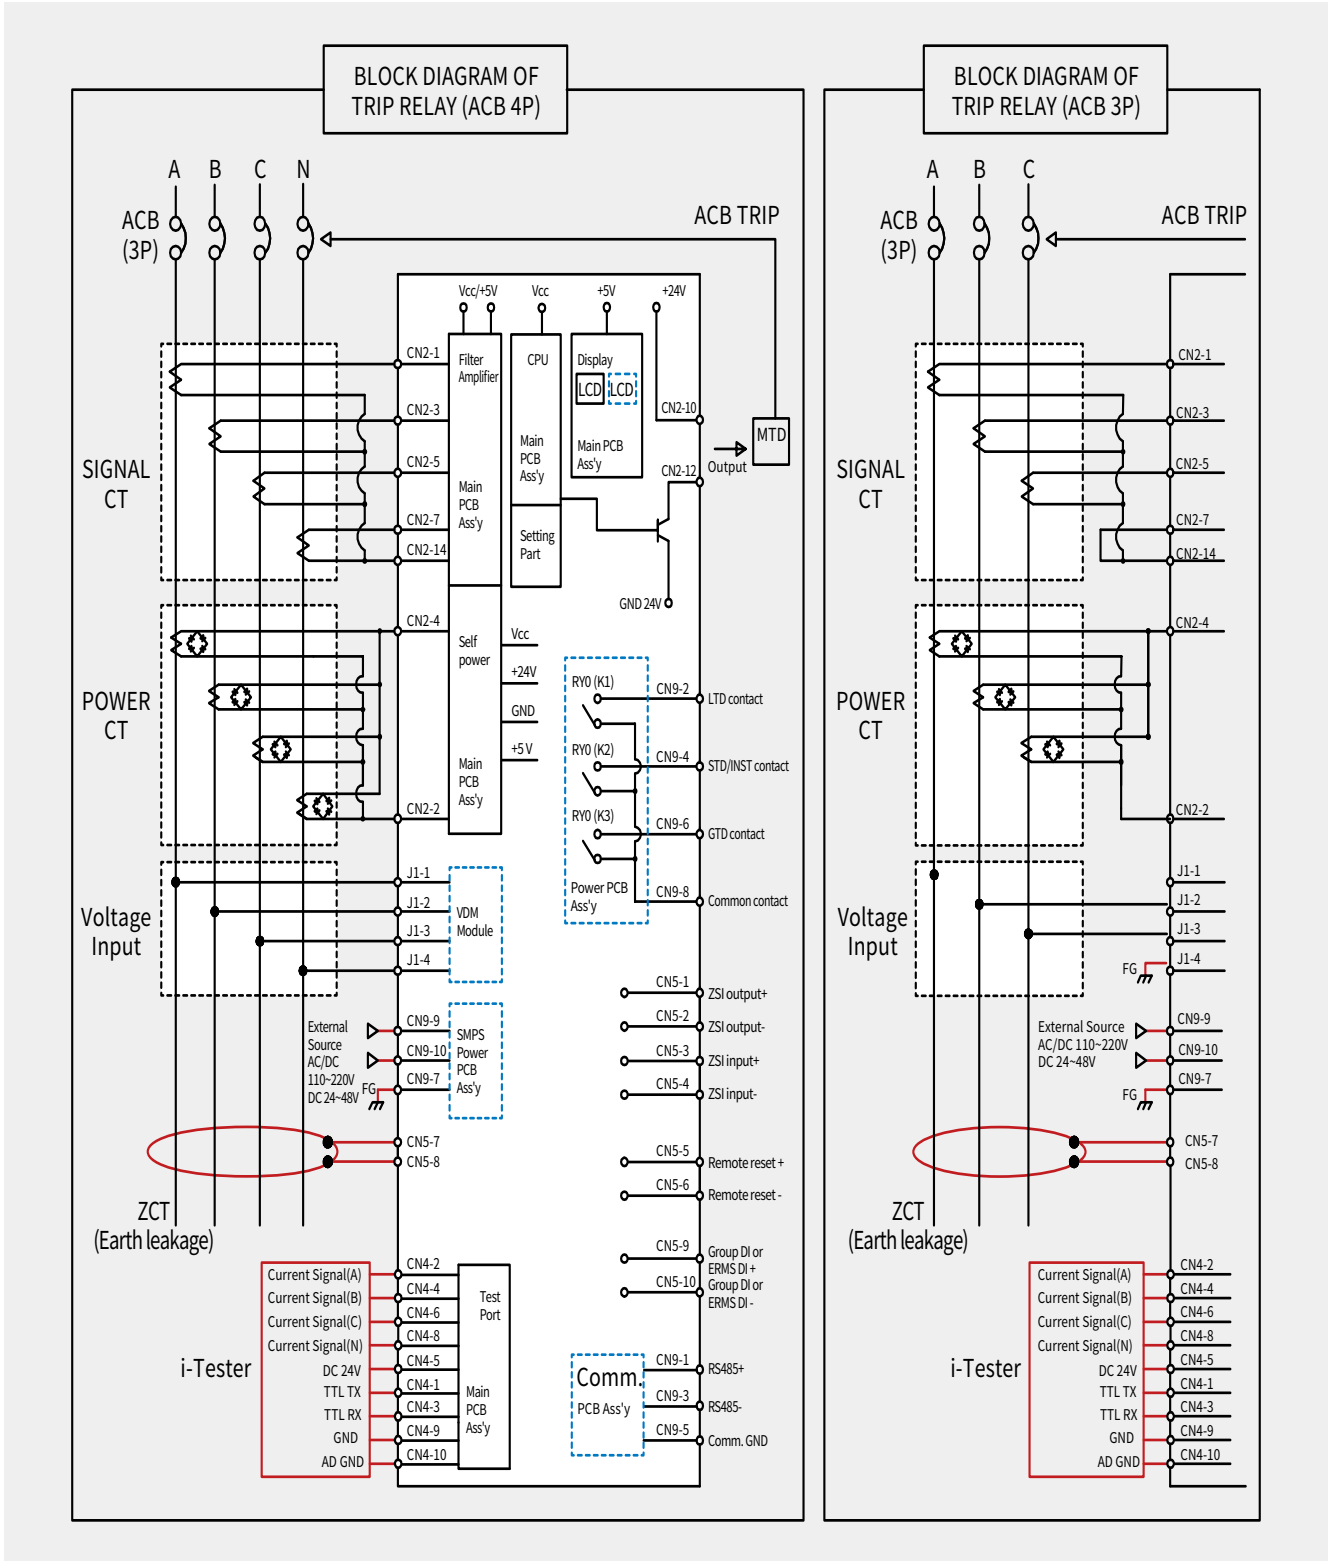 BLOCK DIAGRAM OF
TRIP RELAY (ACB 4P)
A
B
C
N
ACB
(3P)
ACB TRIP
Vcc/+5V
Vcc
+5V
+24V
CN2-1
CN2-3
CN2-5
CN2-7
CN2-14
Filter
Amplifier
Main
PCB
Ass'y
CPU
Main
PCB
Ass'y
Setting
Part
Display
LCD
LCD
Main PCB
Ass'y
CN2-10
CN2-12
Output
MTD
GND 24V
SIGNAL
CT
POWER
CT
CN2-4
CN2-2
Self
power
Main
PCB
Ass'y
Vcc
+24V
GND
+5 V
RY0 (K1)
RY0 (K2)
RY0 (K3)
Power PCB
Ass'y
CN9-2
LTD contact
CN9-4
STD/INST contact
CN9-6
GTD contact
CN9-8
Common contact
Voltage
Input
J1-1
J1-2
J1-3
J1-4
VDM
Module
External
Source
AC/DC
110~220V
DC 24~48V
FG
CN9-9
CN9-10
CN9-7
SMPS
Power
PCB
Ass'y
CN5-1
ZSI output+
CN5-2
ZSI output-
CN5-3
ZSI input+
CN5-4
ZSI input-
CN5-7
CN5-8
ZCT
(Earth leakage)
CN5-5
Remote reset +
CN5-6
Remote reset -
CN5-9
Group DI or
ERMS DI +
CN5-10
Group DI or
ERMS DI -
i-Tester
Current Signal(A)
Current Signal(B)
Current Signal(C)
Current Signal(N)
DC 24V
TTL TX
TTL RX
GND
AD GND
CN4-2
CN4-4
CN4-6
CN4-8
CN4-5
CN4-1
CN4-3
CN4-9
CN4-10
Test
Port
Main
PCB
Ass'y
Comm.
PCB Ass'y
CN9-1
RS485+
CN9-3
RS485-
CN9-5
Comm. GND
BLOCK DIAGRAM OF
TRIP RELAY (ACB 3P)
A
B
C
ACB
(3P)
ACB TRIP
SIGNAL
CT
CN2-1
CN2-3
CN2-5
CN2-7
CN2-14
POWER
CT
CN2-4
CN2-2
Voltage
Input
J1-1
J1-2
J1-3
J1-4
FG
External Source
AC/DC 110~220V
DC 24~48V
CN9-9
CN9-10
CN9-7
FG
CN5-7
CN5-8
ZCT
(Earth leakage)
i-Tester
Current Signal(A)
Current Signal(B)
Current Signal(C)
Current Signal(N)
DC 24V
TTL TX
TTL RX
GND
AD GND
CN4-2
CN4-4
CN4-6
CN4-8
CN4-5
CN4-1
CN4-3
CN4-9
CN4-10